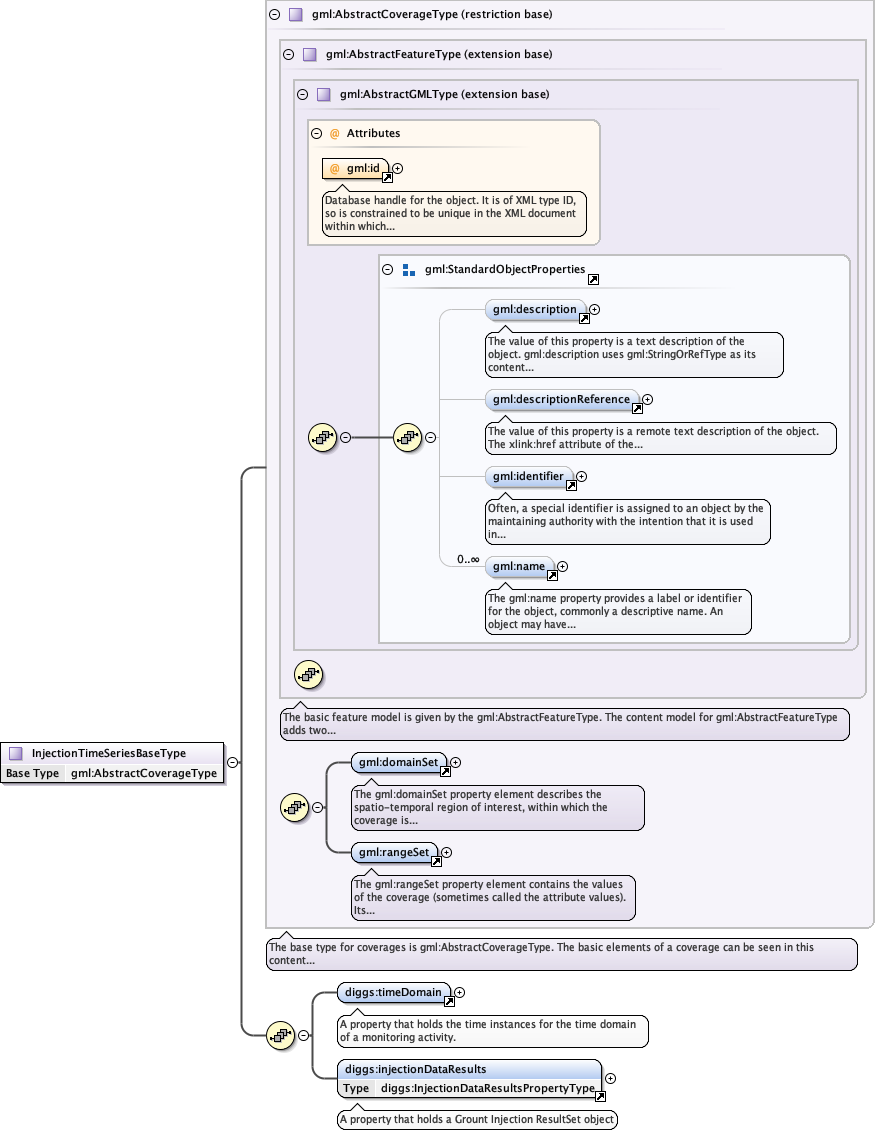 gml:AbstractCoverageType (restriction base)
gml:AbstractFeatureType (extension base)
gml:AbstractGMLType (extension base)
@ Attributes
@ gml:id
Database handle for the object. It is of XML type ID,
so is constrained to be unique in the XML document
within which...
gml:StandardObjectProperties
gml:description
The value of this property is a text description of the
object. gml:description uses gml:StringOrRefType as its
content...
gml:descriptionReference
The value of this property is a remote text description of the object.
The xlink:href attribute of the...
gml:identifier
Often, a special identifier is assigned to an object by the
maintaining authority with the intention that it is used
in...
0..∞
gml:name
The gml:name property provides a label or identifier
for the object, commonly a descriptive name. An
object may have...
The basic feature model is given by the gml:AbstractFeatureType. The content model for gml:AbstractFeatureType
adds two...
InjectionTimeSeriesBaseType
Base Type gml:AbstractCoverageType
gml:domainSet
The gml:domainSet property element describes the
spatio-temporal region of interest, within which the
coverage is...
gml:rangeSet
The gml:rangeSet property element contains the values
of the coverage (sometimes called the attribute values).
Its...
The base type for coverages is gml:AbstractCoverageType. The basic elements of a coverage can be seen in this
content...
diggs:timeDomain
A property that holds the time instances for the time domain
of a monitoring activity.
diggs:injectionDataResults
Type diggs:InjectionDataResultsPropertyType
A property that holds a Grount Injection ResultSet object